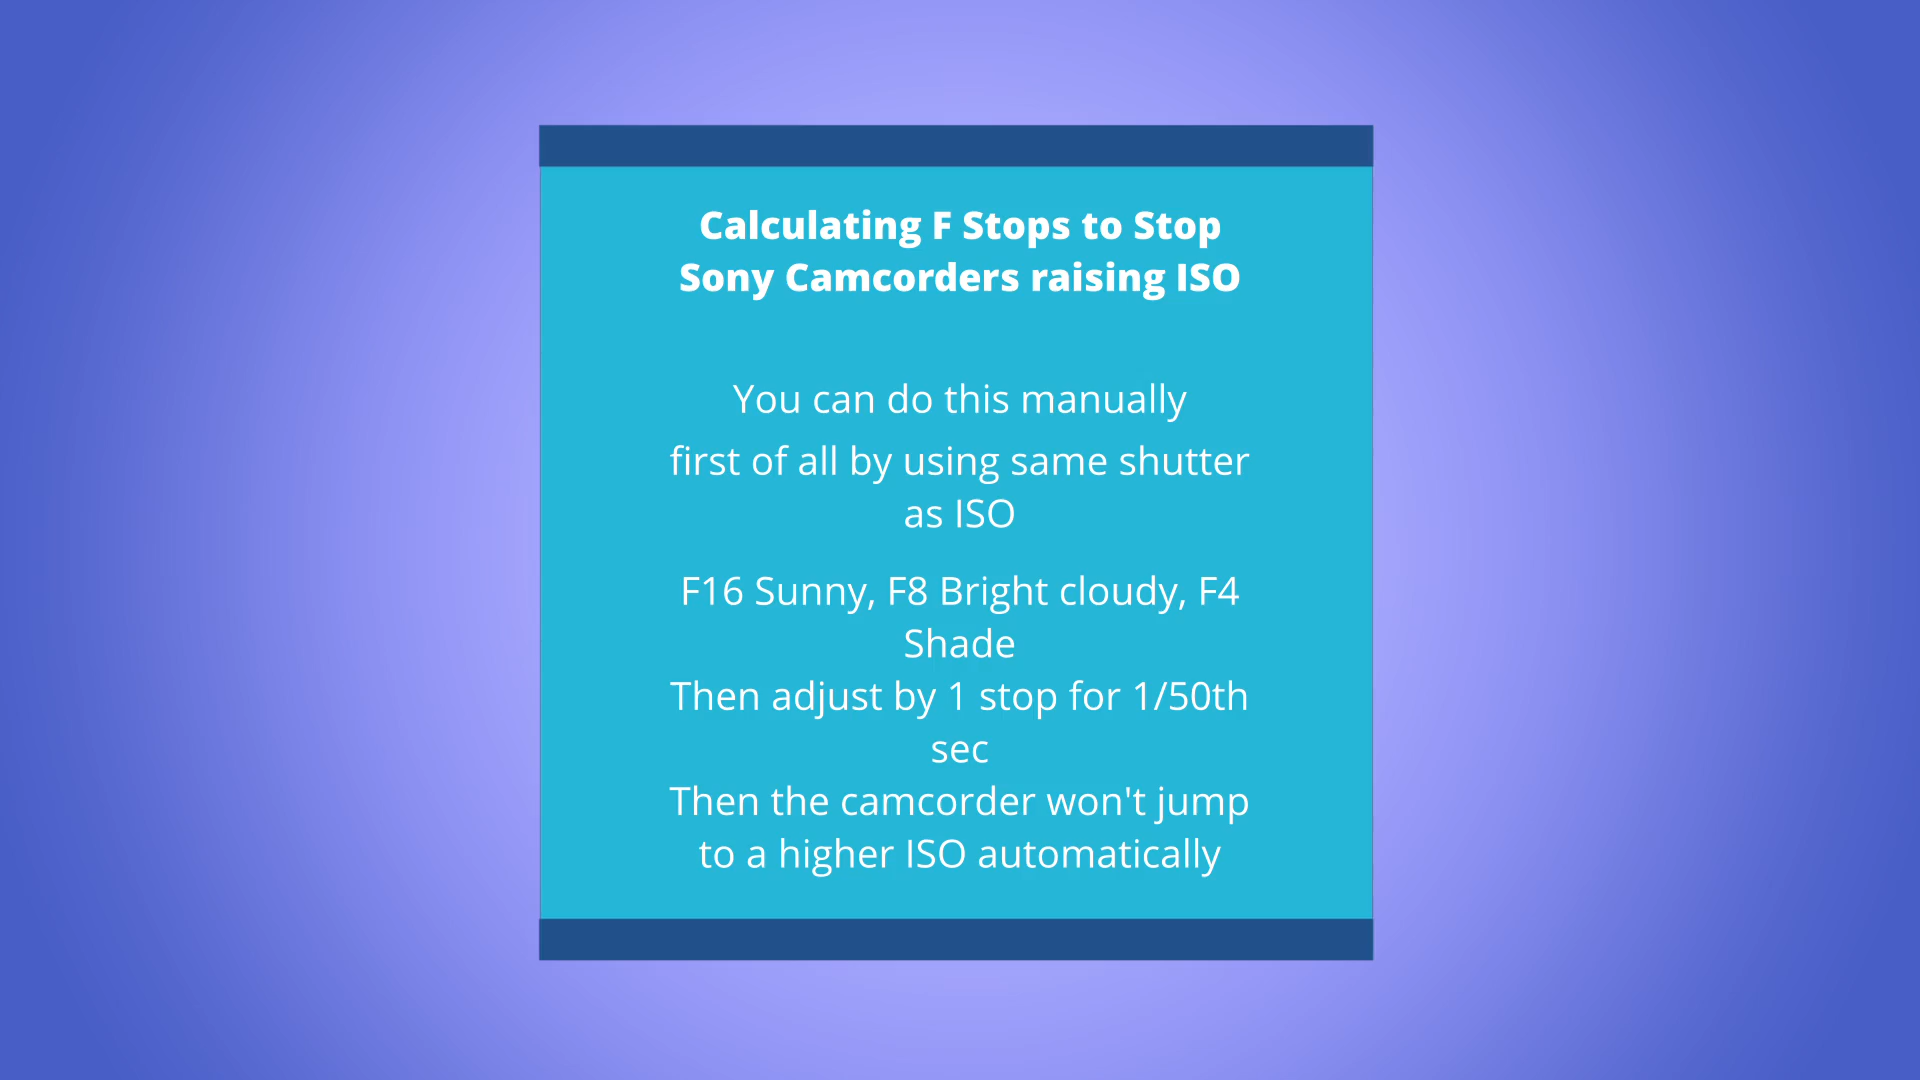 Calculating F Stops to Stop
Sony Camcorders raising ISO
You can do this manually
first of all by using same shutter
as ISO
F16 Sunny, F8 Bright cloudy, F4
Shade
Then adjust by 1 stop for 1/50th
sec
Then the camcorder won't jump
to a higher ISO automatically